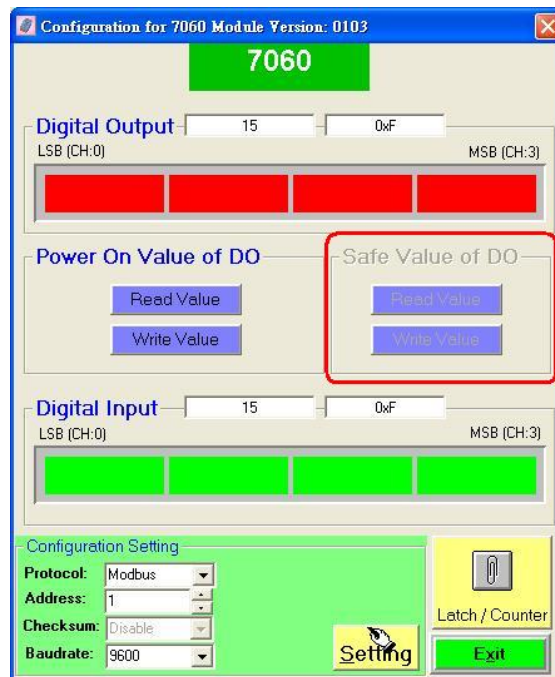 Configuration for 7060 Module Version: 0103
7060
Digital Output 15 0xF
LSB (CH:0) MSB (CH:3)
Power On Value of DO Safe Value of DO
Read Value Read Value
Write Value Write Value
Digital Input 15 0xF
LSB (CH:0) MSB (CH:3)
Configuration Setting
Protocol: Modbus
Address: 1
Checksum: Disable
Baudrate: 9600
Setting
Latch / Counter
Exit